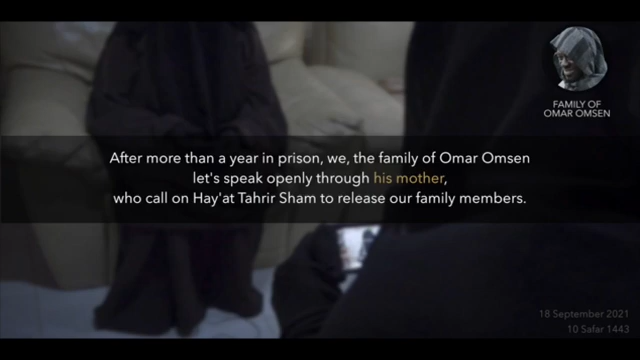 FAMILY OF
OMAR OMSEN
After more than a year in prison, we, the family of Omar Omsen
let's speak openly through his mother,
who call on Hay'at Tahrir Sham to release our family members.
18 September 2021
10 Safar 1443